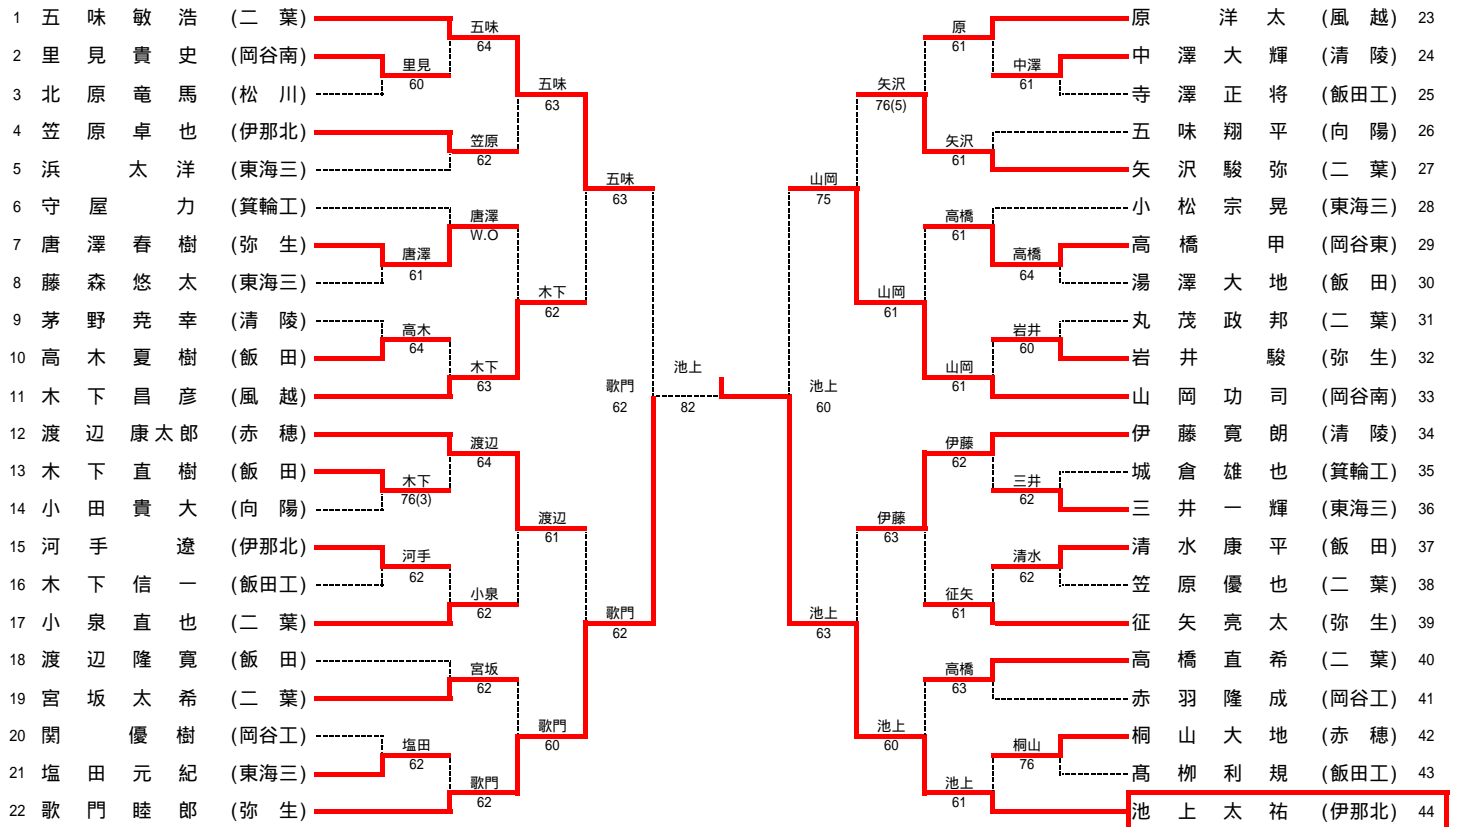 1 五味敏浩 (二葉)
2 里見貴史 (岡谷南)
3 北原竜馬 (松川)
4 笠原卓也 (伊那北)
5 浜太洋 (東海三)
6 守屋力 (箕輪工)
7 唐澤春樹 (弥生)
8 藤森悠太 (東海三)
9 茅野尭幸 (清陵)
10 高木夏樹 (飯田)
11 木下昌彦 (風越)
12 渡辺康太郎 (赤穂)
13 木下直樹 (飯田)
14 小田貴大 (向陽)
15 河手遼 (伊那北)
16 木下信一 (飯田工)
17 小泉直也 (二葉)
18 渡辺隆寛 (飯田)
19 宮坂太希 (二葉)
20 関優樹 (岡谷工)
21 塩田元紀 (東海三)
22 歌門睦郎 (弥生)
里見
60
唐澤
61
高木
64
木下
76(3)
河手
62
塩田
62
五味
64
笠原
62
唐澤
W.O
木下
63
渡辺
64
小泉
62
宮坂
62
歌門
62
五味
63
木下
62
渡辺
61
歌門
60
五味
63
歌門
62
歌門
62
池上
82
池上
60
山岡
75
池上
63
矢沢
76(5)
山岡
61
伊藤
63
池上
60
原
61
矢沢
61
高橋
61
山岡
61
伊藤
62
征矢
61
高橋
63
池上
61
中澤
61
高橋
64
岩井
60
三井
62
清水
62
桐山
76
原洋太 (風越) 23
中澤大輝 (清陵) 24
寺澤正将 (飯田工) 25
五味翔平 (向陽) 26
矢沢駿弥 (二葉) 27
小松宗晃 (東海三) 28
高橋甲 (岡谷東) 29
湯澤大地 (飯田) 30
丸茂政邦 (二葉) 31
岩井駿 (弥生) 32
山岡功司 (岡谷南) 33
伊藤寛朗 (清陵) 34
城倉雄也 (箕輪工) 35
三井一輝 (東海三) 36
清水康平 (飯田) 37
笠原優也 (二葉) 38
征矢亮太 (弥生) 39
高橋直希 (二葉) 40
赤羽隆成 (岡谷工) 41
桐山大地 (赤穂) 42
髙栁利規 (飯田工) 43
池上太祐 (伊那北) 44